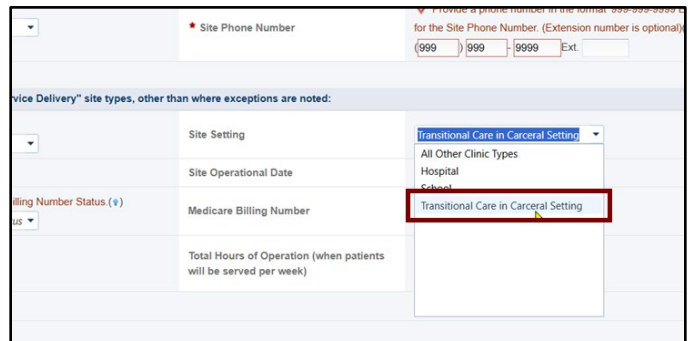 Provide a phone number in the format '999-999-9999 E
* Site Phone Number
for the Site Phone Number. (Extension number is optional)(
(999 ) 999 - 9999 Ext.
rvice Delivery" site types, other than where exceptions are noted:
Site Setting
Transitional Care in Carceral Setting
All Other Clinic Types
Hospital
School
Transitional Care in Carceral Setting
Site Operational Date
illing Number Status.
us
Medicare Billing Number
Total Hours of Operation (when patients
will be served per week)